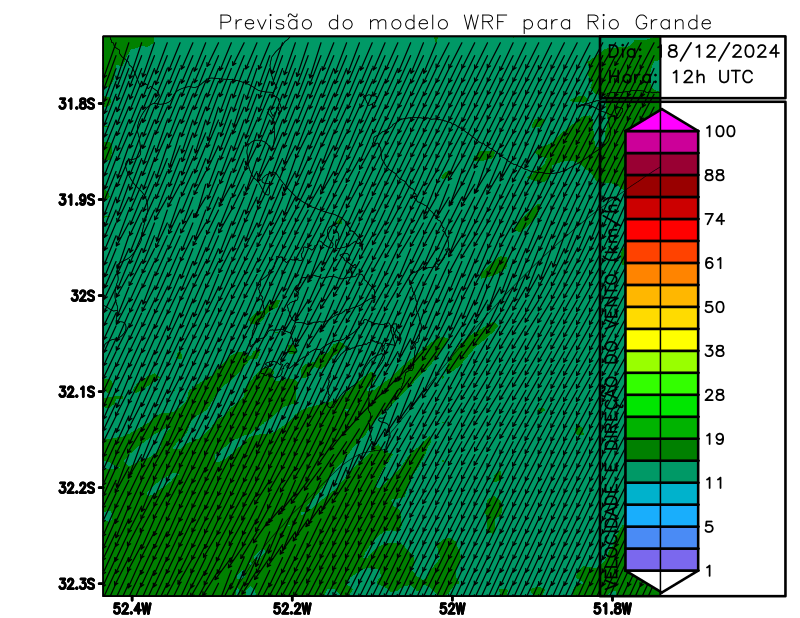 Previsão do modelo WRF para Rio Grande
Dia: 18/12/2024
Hora: 12h UTC
31.8S
31.9S
32S
32.1S
32.2S
32.3S
52.4W
52.2W
52W
51.8W
VELOCIDADE E DIREÇÃO DO VENTO (km/h)
100
88
74
61
50
38
28
19
11
5
1